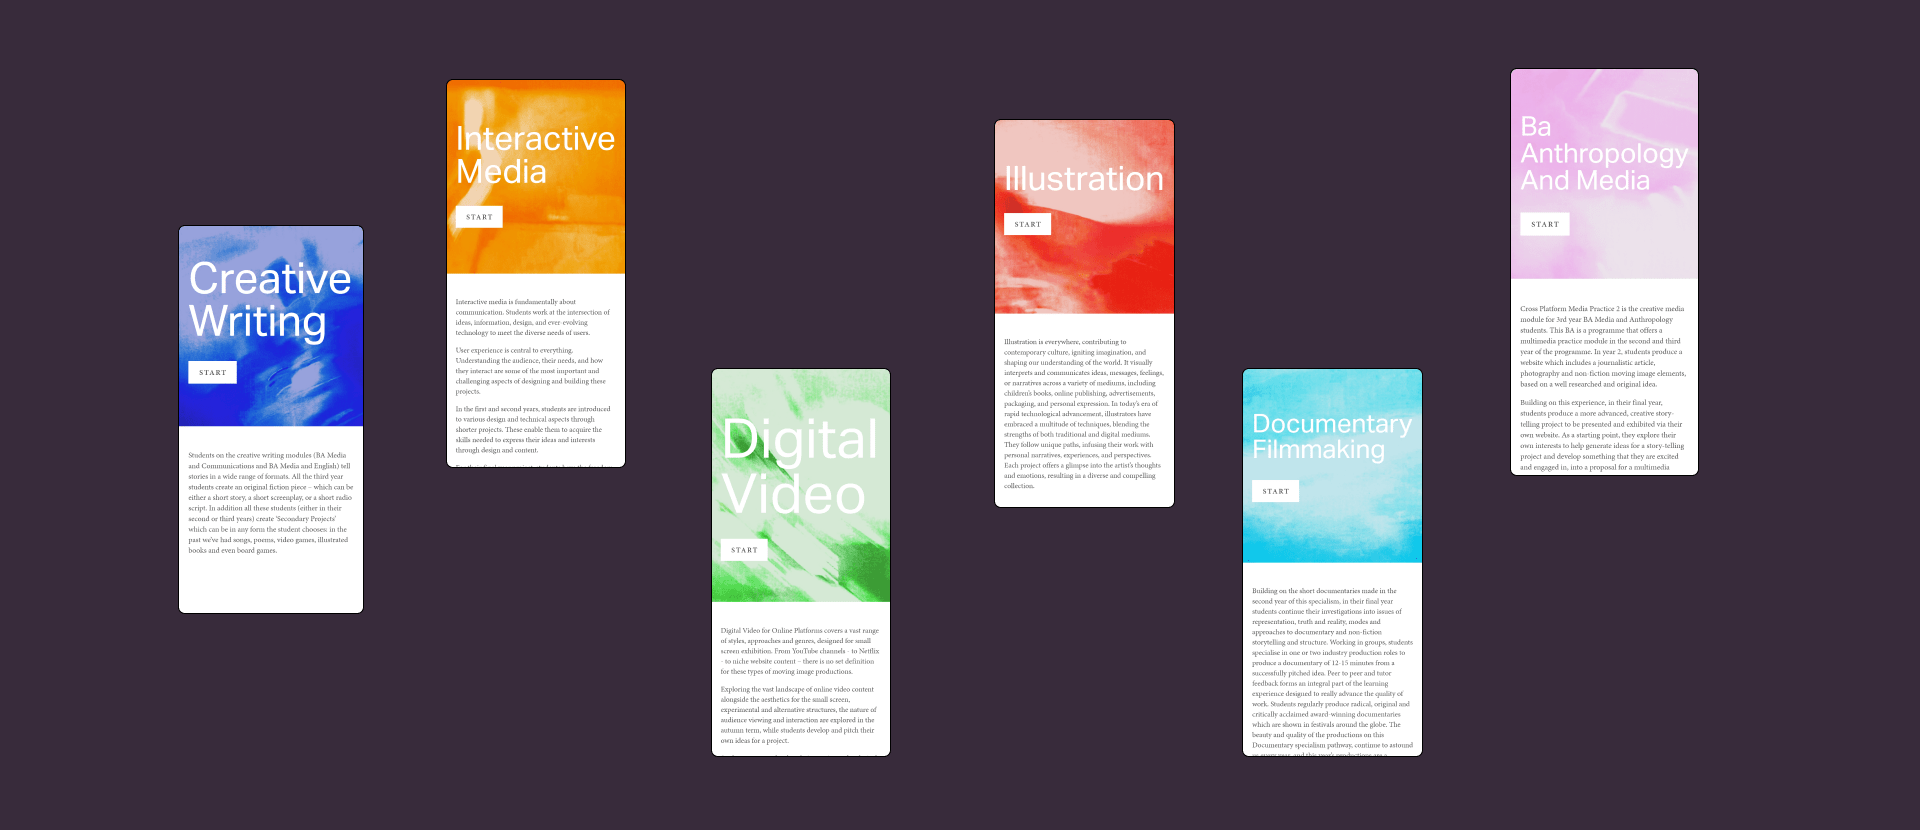 Creative
Writing
START
Students on the creative writing modules (BA Media
and Communications and BA Media and English) tell
stories in a wide range of formats. All the third year
students create an original fiction piece – which can be
either a short story, a short screenplay, or a short radio
script. In addition all these students (either in their
second or third years) create 'Secondary Projects'
which can be in any form the student chooses: in the
past we've had songs, poems, video games, illustrated
books and even board games.
Interactive
Media
START
Interactive media is fundamentally about
communication. Students work at the intersection of
ideas, information, design, and ever-evolving
technology to meet the diverse needs of users.
User experience is central to everything.
Understanding the audience, their needs, and how
they interact are some of the most important and
challenging aspects of designing and building these
projects.
In the first and second years, students are introduced
to various design and technical aspects through
shorter projects. These enable them to acquire the
skills needed to express their ideas and interests
through design and content.
Digital
Video
START
Digital Video for Online Platforms covers a vast range
of styles, approaches and genres, designed for small
screen exhibition. From YouTube channels - to Netflix
- to niche website content – there is no set definition
for these types of moving image productions.
Exploring the vast landscape of online video content
alongside the aesthetics for the small screen,
experimental and alternative structures, the nature of
audience viewing and interaction are explored in the
autumn term, while students develop and pitch their
own ideas for a project.
Illustration
START
Illustration is everywhere, contributing to
contemporary culture, igniting imagination, and
shaping our understanding of the world. It visually
interprets and communicates ideas, messages, feelings,
or narratives across a variety of mediums, including
children's books, online publishing, advertisements,
packaging, and personal expression. In today's era of
rapid technological advancement, illustrators have
embraced a multitude of techniques, blending the
strengths of both traditional and digital mediums.
They follow unique paths, infusing their work with
personal narratives, experiences, and perspectives.
Each project offers a glimpse into the artist's thoughts
and emotions, resulting in a diverse and compelling
collection.
Documentary
Filmmaking
START
Building on the short documentaries made in the
second year of this specialism, in their final year
students continue their investigations into issues of
representation, truth and reality, modes and
approaches to documentary and non-fiction
storytelling and structure. Working in groups, students
specialise in one or two industry production roles to
produce a documentary of 12-15 minutes from a
successfully pitched idea. Peer to peer and tutor
feedback forms an integral part of the learning
experience designed to really advance the quality of
work. Students regularly produce radical, original and
critically acclaimed award-winning documentaries
which are shown in festivals around the globe. The
beauty and quality of the productions on this
Documentary specialism pathway, continue to astound
Ba
Anthropology
And Media
START
Cross Platform Media Practice 2 is the creative media
module for 3rd year BA Media and Anthropology
students. This BA is a programme that offers a
multimedia practice module in the second and third
year of the programme. In year 2, students produce a
website which includes a journalistic article,
photography and non-fiction moving image elements,
based on a well researched and original idea.
Building on this experience, in their final year,
students produce a more advanced, creative story-
telling project to be presented and exhibited via their
own website. As a starting point, they explore their
own interests to help generate ideas for a story-telling
project and develop something that they are excited
and engaged in, into a proposal for a multimedia